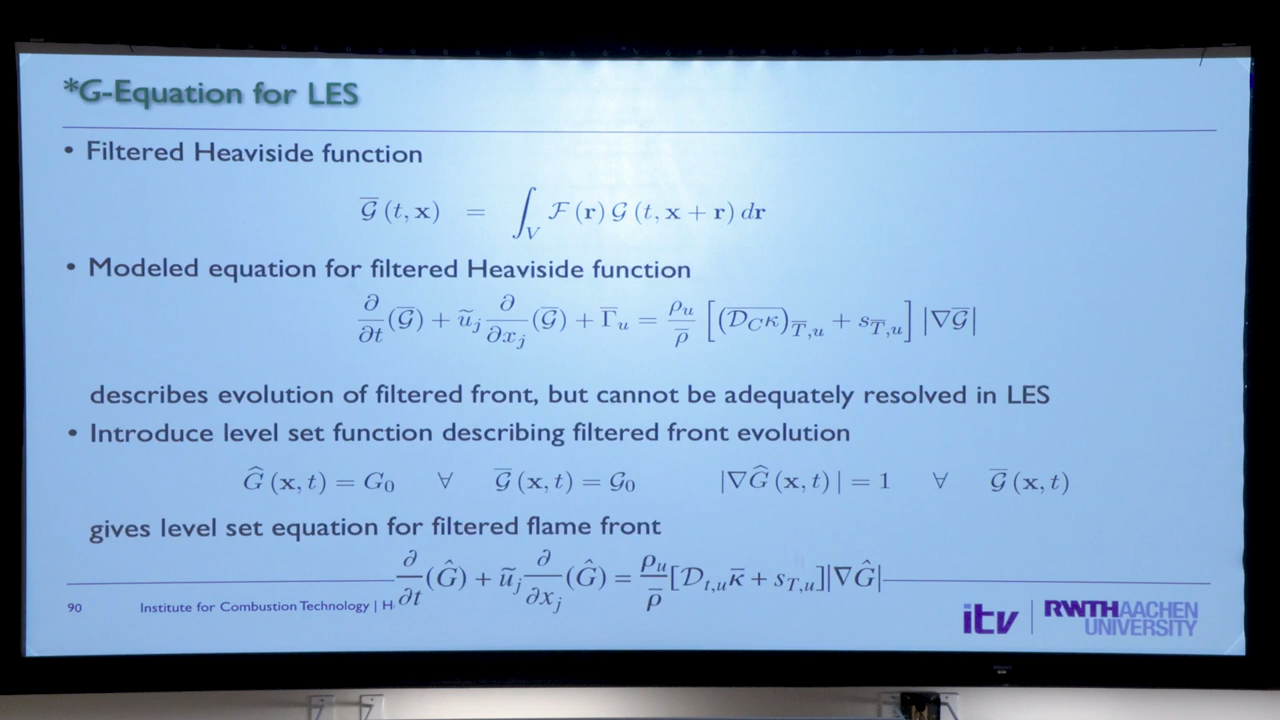 *G-Equation for LES
• Filtered Heaviside function
$\overline{\mathcal{G}}(t, \mathbf{x}) = \int_V \mathcal{F}(\mathbf{r}) \mathcal{G}(t, \mathbf{x} + \mathbf{r}) d\mathbf{r}$
• Modeled equation for filtered Heaviside function
$\frac{\partial}{\partial t}(\overline{\mathcal{G}}) + \widetilde{u}_j \frac{\partial}{\partial x_j}(\overline{\mathcal{G}}) + \overline{\Gamma}_u = \frac{\rho_u}{\overline{\rho}} \left[ \overline{(\mathcal{D}_C \kappa)}_{\overline{T},u} + s_{\overline{T},u} \right] |\nabla \overline{\mathcal{G}}|$
describes evolution of filtered front, but cannot be adequately resolved in LES
• Introduce level set function describing filtered front evolution
$\widehat{G}(\mathbf{x}, t) = G_0 \quad \forall \quad \overline{\mathcal{G}}(\mathbf{x}, t) = \mathcal{G}_0 \quad |\nabla \widehat{G}(\mathbf{x}, t)| = 1 \quad \forall \quad \overline{\mathcal{G}}(\mathbf{x}, t)$
gives level set equation for filtered flame front
$\frac{\partial}{\partial t}(\hat{G}) + \widetilde{u}_j \frac{\partial}{\partial x_j}(\hat{G}) = \frac{\rho_u}{\overline{\rho}} [\mathcal{D}_{t,u} \overline{\kappa} + s_{T,u}] |\nabla \hat{G}|$
90 Institute for Combustion Technology | H
itv RWTHAACHEN
UNIVERSITY